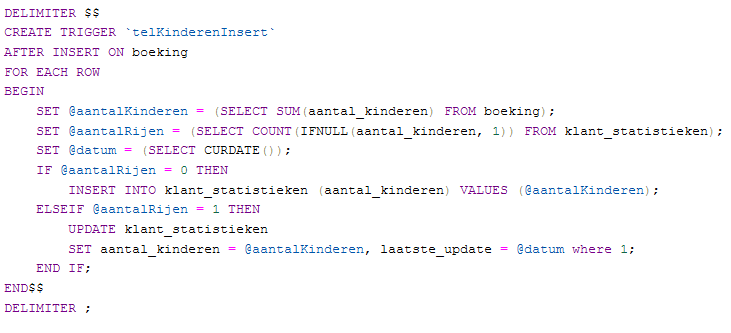 DELIMITER $$
CREATE TRIGGER `telKinderenInsert`
AFTER INSERT ON boeking
FOR EACH ROW
BEGIN
    SET @aantalKinderen = (SELECT SUM(aantal_kinderen) FROM boeking);
    SET @aantalRijen = (SELECT COUNT(IFNULL(aantal_kinderen, 1)) FROM klant_statistieken);
    SET @datum = (SELECT CURDATE());
    IF @aantalRijen = 0 THEN
        INSERT INTO klant_statistieken (aantal_kinderen) VALUES (@aantalKinderen);
    ELSEIF @aantalRijen = 1 THEN
        UPDATE klant_statistieken
        SET aantal_kinderen = @aantalKinderen, laatste_update = @datum where 1;
    END IF;
END$$
DELIMITER ;